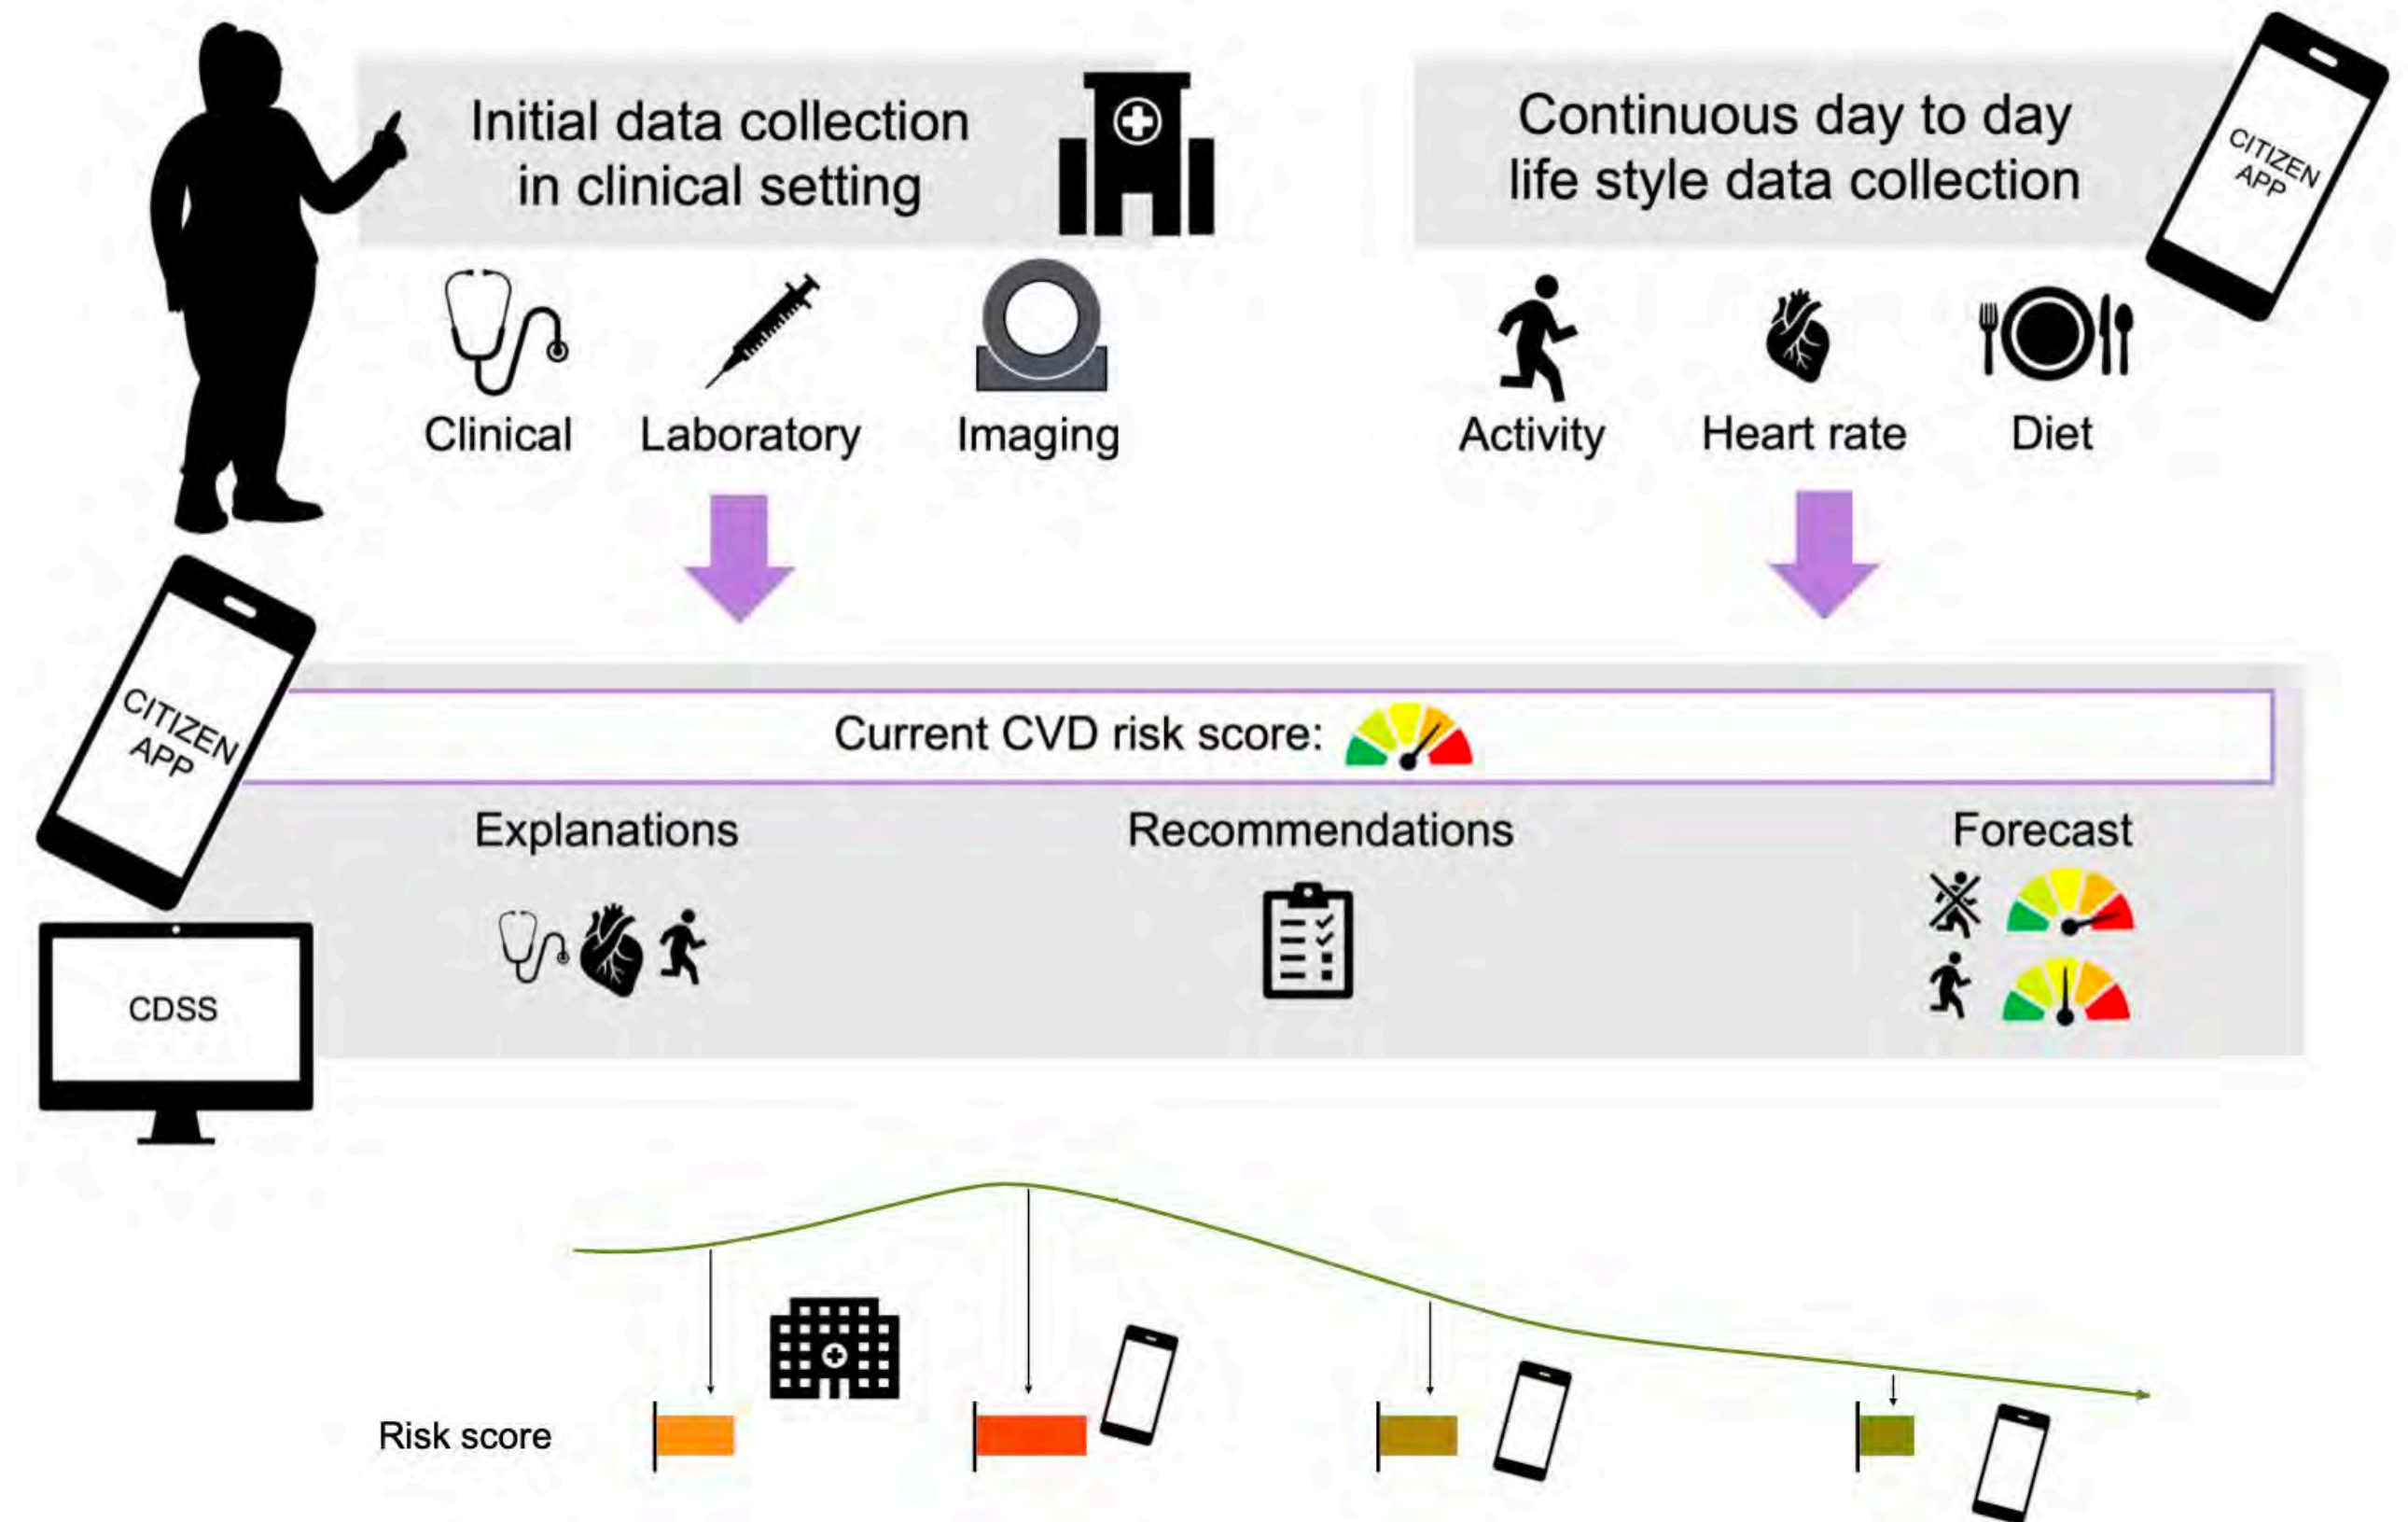 Initial data collection
in clinical setting
Continuous day to day
life style data collection
CITIZEN
APP
Clinical
Laboratory
Imaging
Activity
Heart rate
Diet
CITIZEN
APP
Current CVD risk score:
Explanations
Recommendations
Forecast
CDSS
Risk score